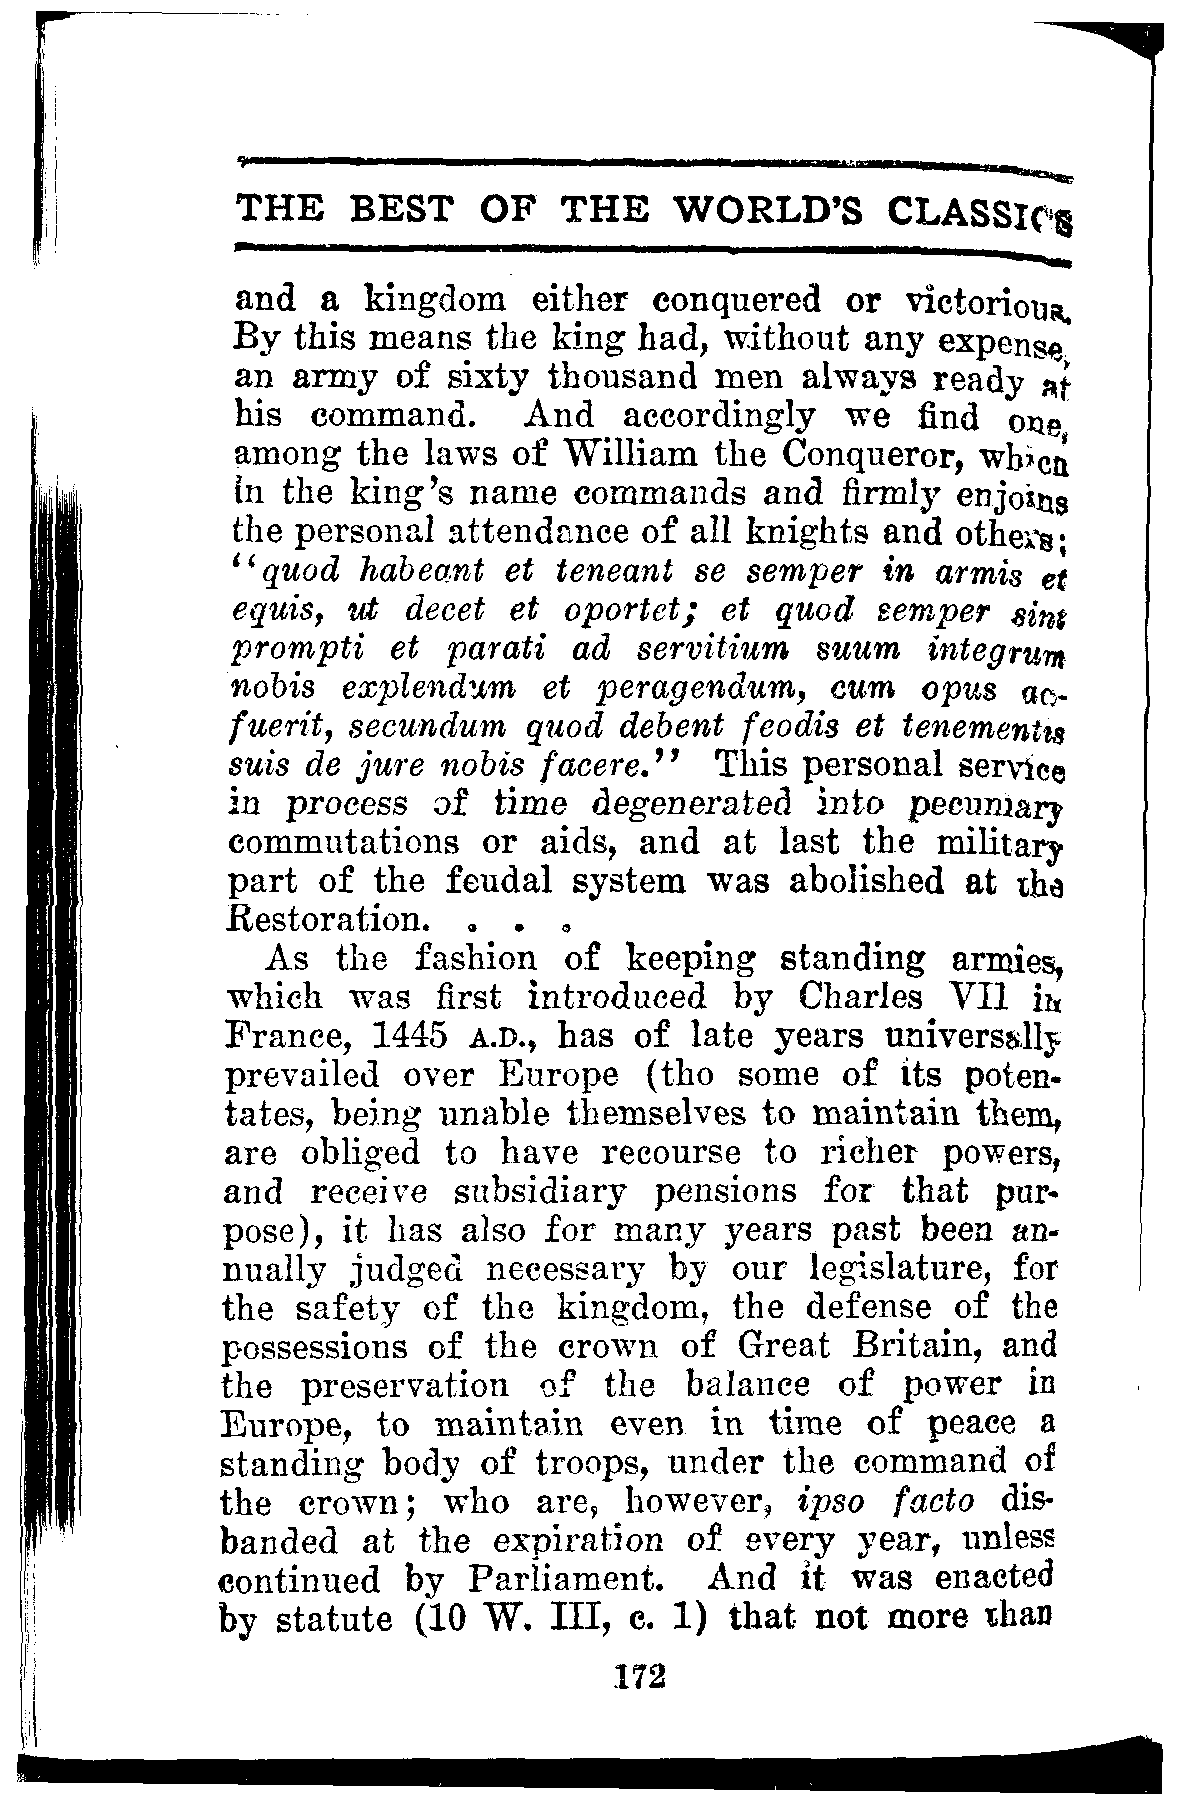 THE BEST OF THE WORLD'S CLASSICS
and a kingdom either conquered or victorious.
By this means the king had, without any expense,
an army of sixty thousand men always ready at
his command. And accordingly we find one,
among the laws of William the Conqueror, which
in the king's name commands and firmly enjoins
the personal attendance of all knights and others;
"quod habeant et teneant se semper in armis et
equis, ut decet et oportet; et quod semper sint
prompti et parati ad servitium suum integrum
nobis explendum et peragendum, cum opus ac-
fuerit, secundum quod debent feodis et tenementis
suis de jure nobis facere." This personal service
in process of time degenerated into pecuniary
commutations or aids, and at last the military
part of the feudal system was abolished at the
Restoration. . . .
As the fashion of keeping standing armies,
which was first introduced by Charles VII in
France, 1445 A.D., has of late years universally
prevailed over Europe (tho some of its poten-
tates, being unable themselves to maintain them,
are obliged to have recourse to richer powers,
and receive subsidiary pensions for that pur-
pose), it has also for many years past been an-
nually judged necessary by our legislature, for
the safety of the kingdom, the defense of the
possessions of the crown of Great Britain, and
the preservation of the balance of power in
Europe, to maintain even in time of peace a
standing body of troops, under the command of
the crown; who are, however, ipso facto dis-
banded at the expiration of every year, unless
continued by Parliament. And it was enacted
by statute (10 W. III, c. 1) that not more than
172